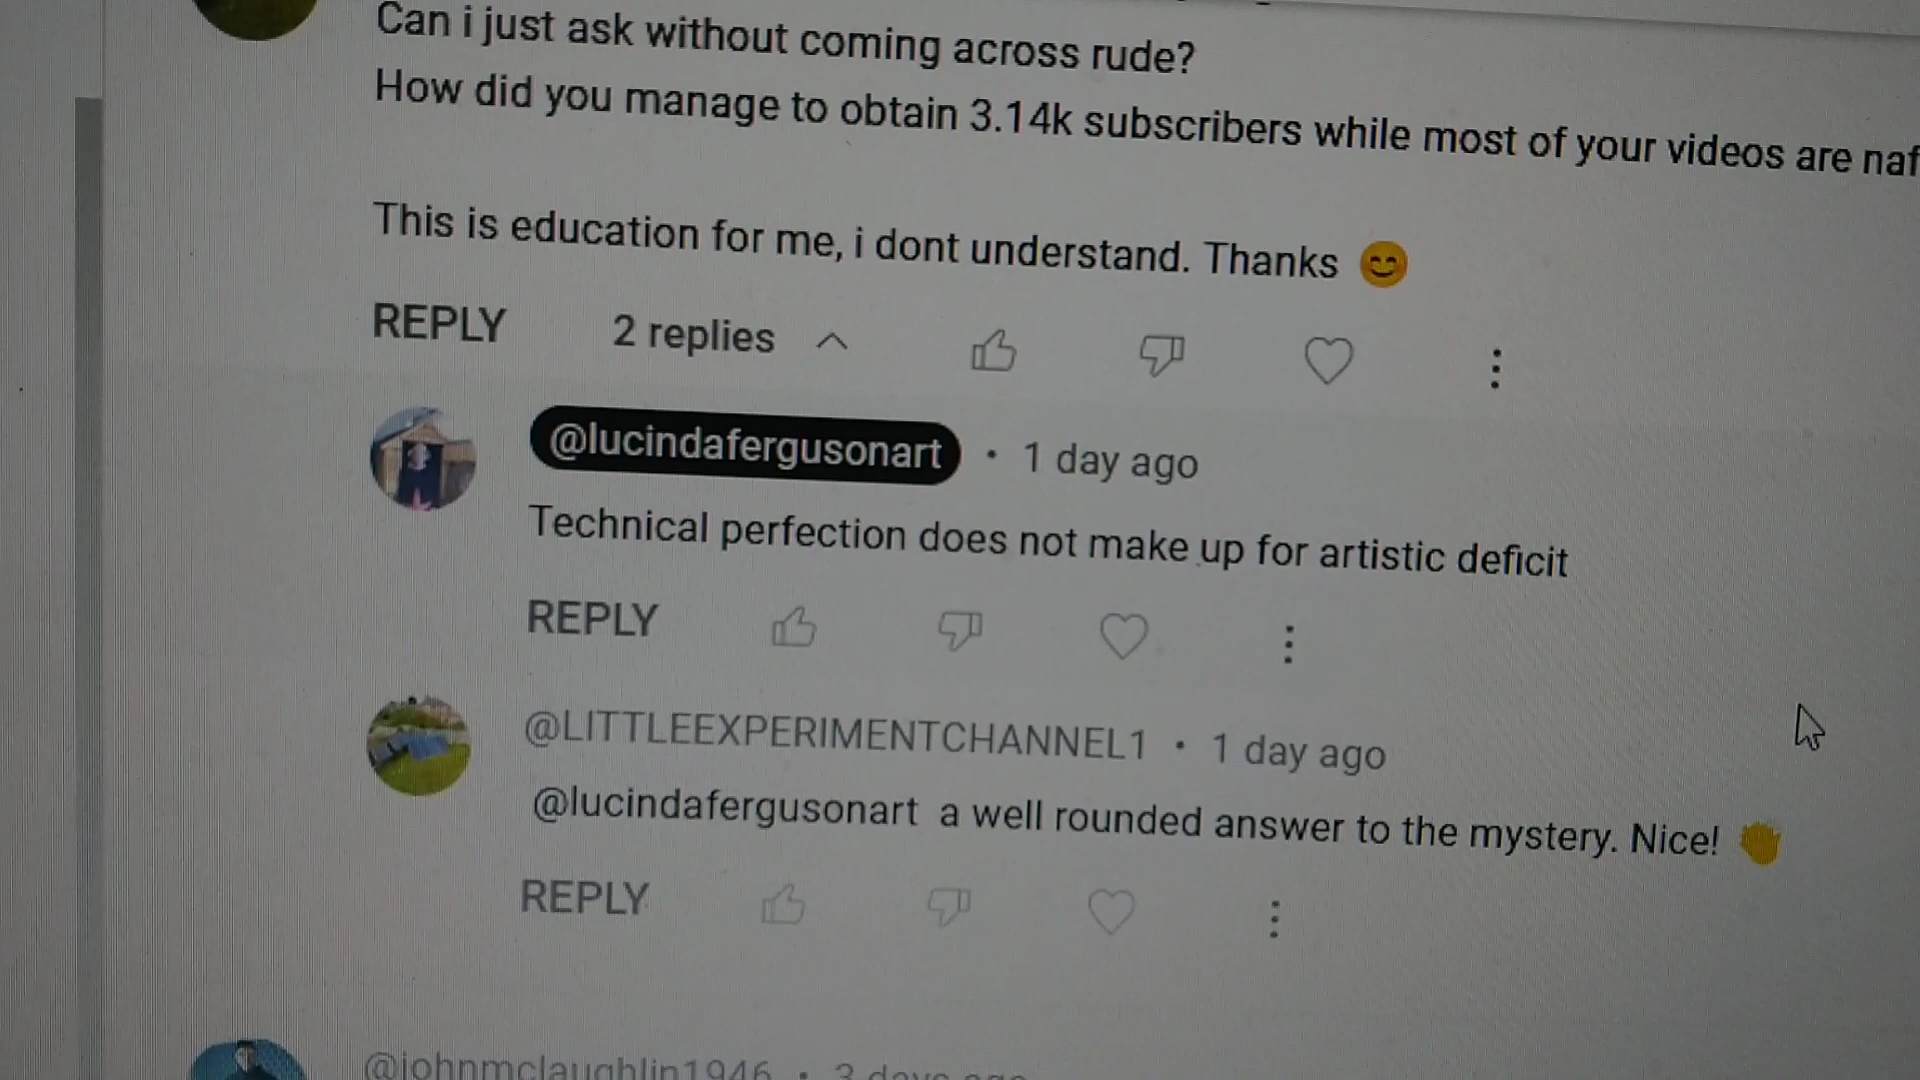 Can i just ask without coming across rude?
How did you manage to obtain 3.14k subscribers while most of your videos are
This is education for me, i dont understand. Thanks 😊
REPLY 2 replies
@lucindafergusonart · 1 day ago
Technical perfection does not make up for artistic deficit
REPLY
@LITTLEEXPERIMENTCHANNEL1 · 1 day ago
@lucindafergusonart a well rounded answer to the mystery. Nice! 👏
REPLY
@johnmclaughlin1946 · 3 days ago